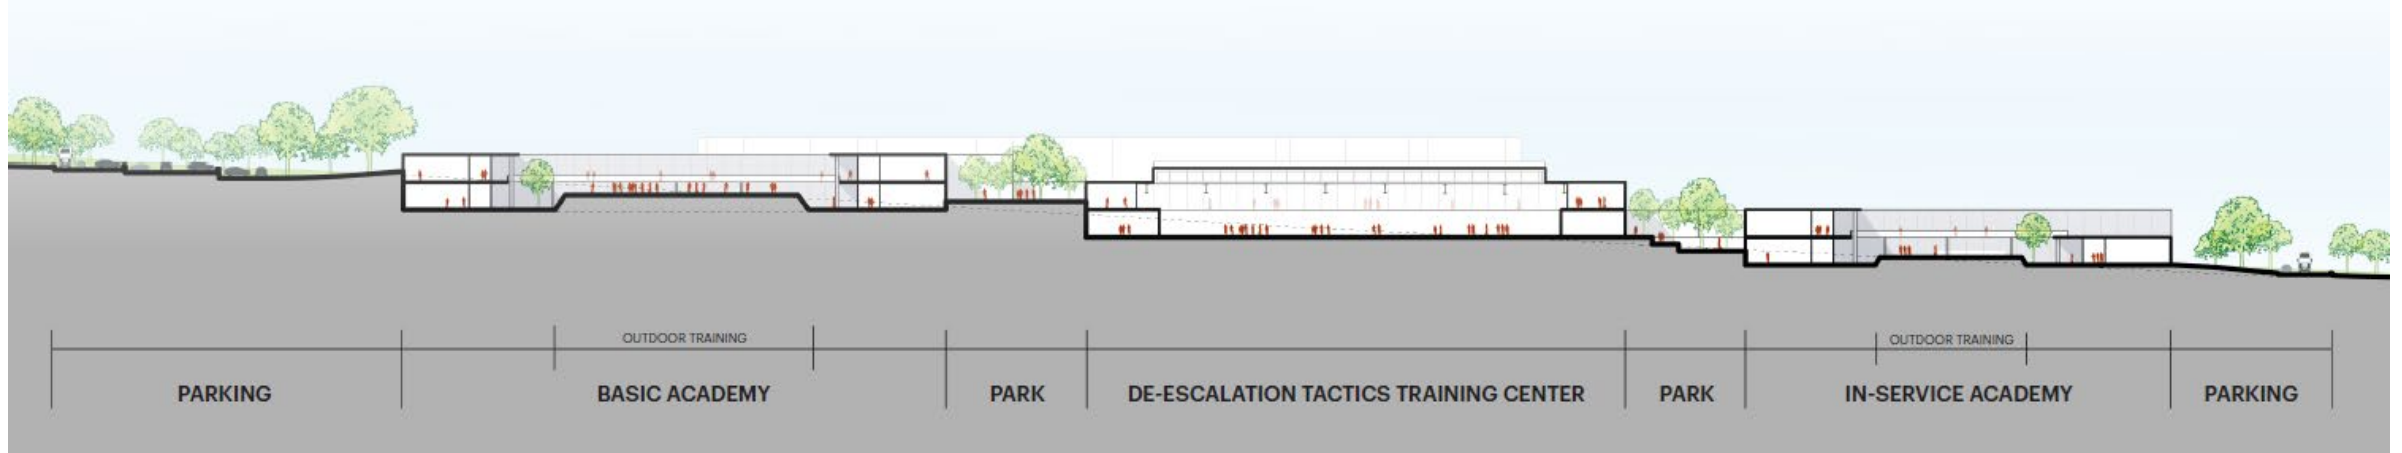 OUTDOOR TRAINING
OUTDOOR TRAINING
PARKING
BASIC ACADEMY
PARK
DE-ESCALATION TACTICS TRAINING CENTER
PARK
IN-SERVICE ACADEMY
PARKING